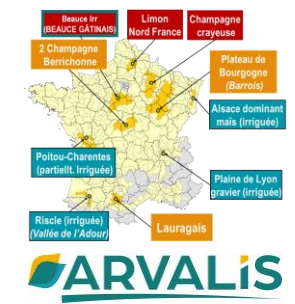 Beauce Irr
(BEAUCE GÂTINAIS)
Limon
Nord France
Champagne
crayeuse
2 Champagne
Berrichonne
Plateau de
Bourgogne
(Barrois)
Alsace dominant
maïs (irriguée)
Poitou-Charentes
(partiellt. Irriguée)
Plaine de Lyon
gravier (irriguée)
Riscle (irriguée)
(Vallée de l'Adour)
Lauragais
ARVALIS